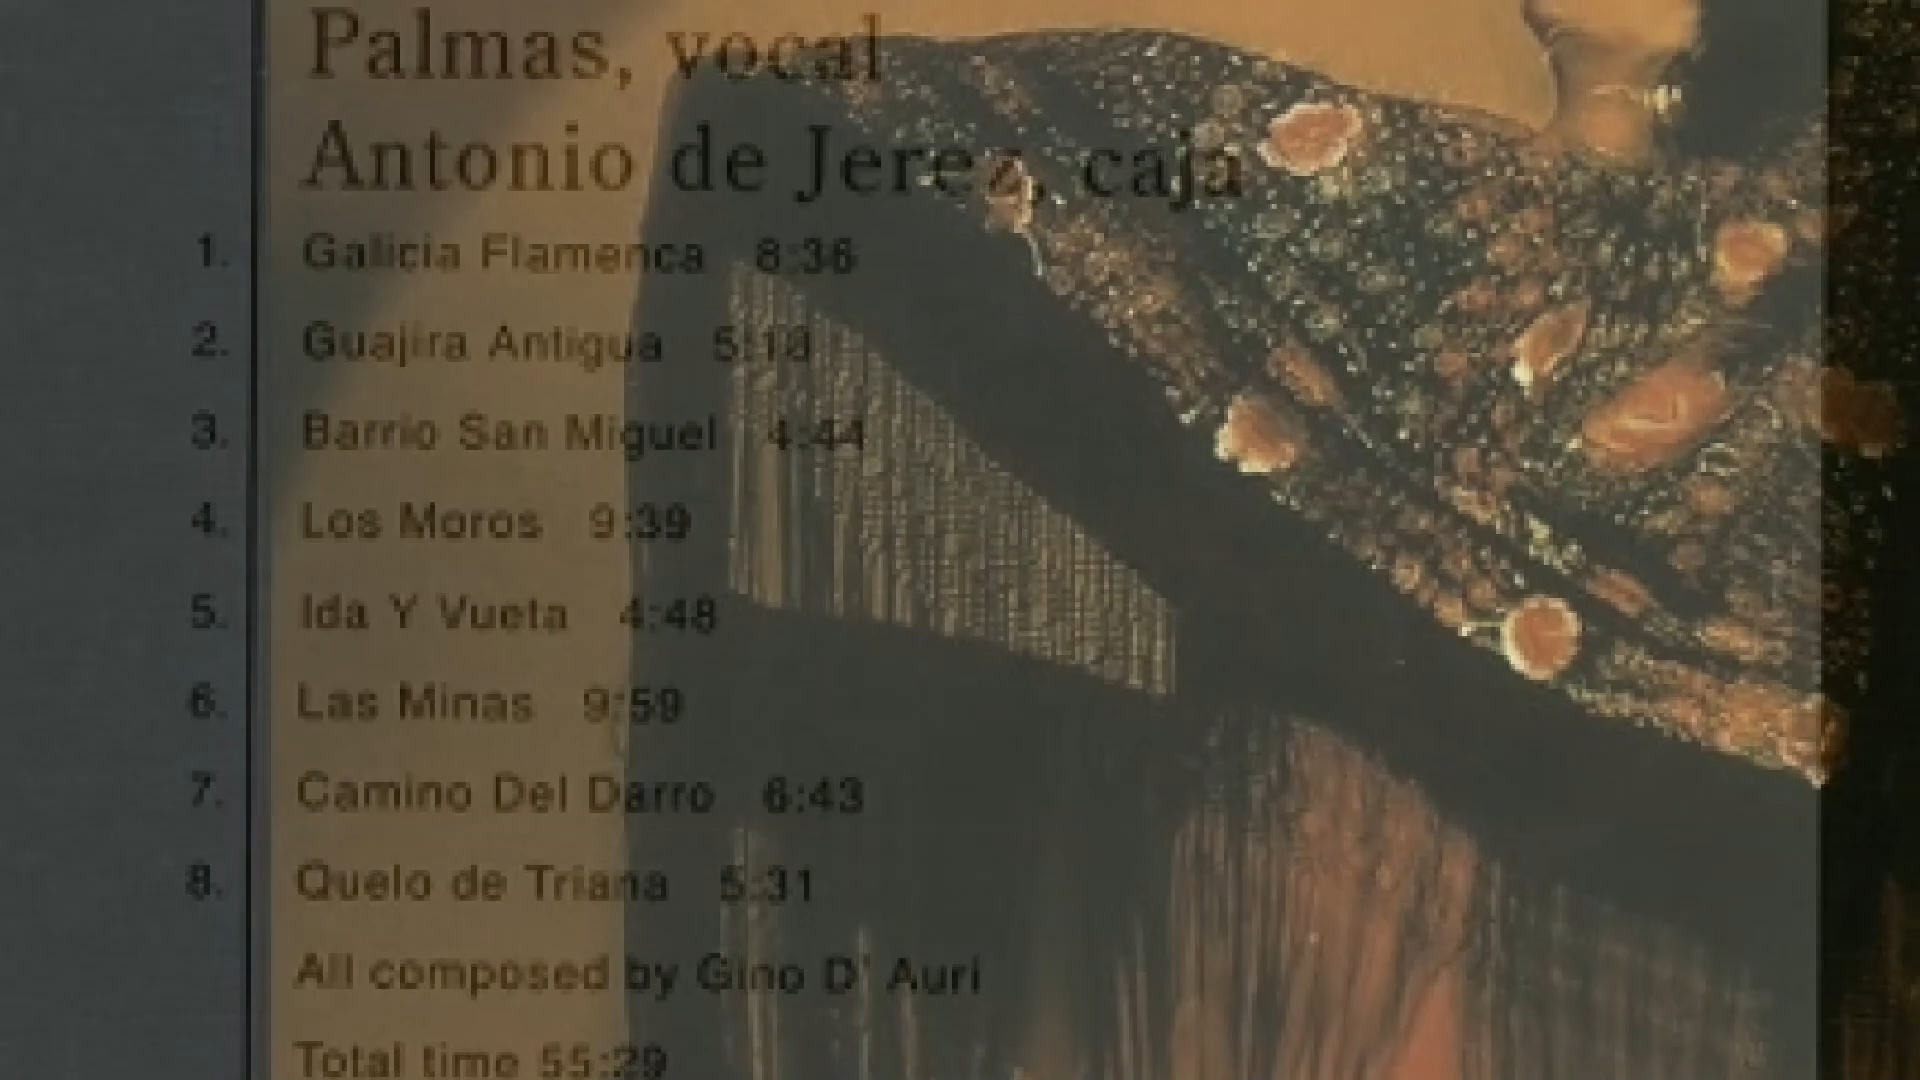 Palmas, vocal
Antonio de Jerez, caja
1. Galicia Flamenca 8:36
2. Guajira Antigua 5:18
3. Barrio San Miguel 4:44
4. Los Moros 9:39
5. Ida Y Vueta 4:48
6. Las Minas 9:59
7. Camino Del Darro 6:43
8. Quelo de Triana 5:31
All composed by Gino D' Auri
Total time 55:29